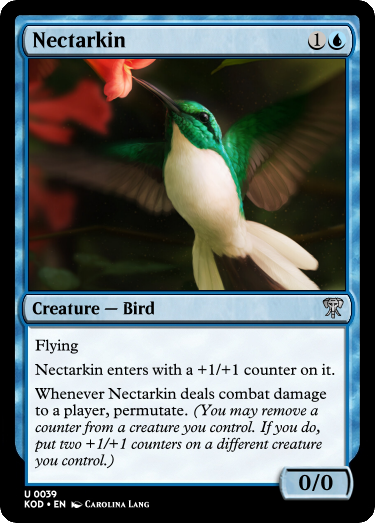 Nectarkin 1
Creature — Bird
Flying
Nectarkin enters with a +1/+1 counter on it.
Whenever Nectarkin deals combat damage
to a player, permutate. (You may remove a
counter from a creature you control. If you do,
put two +1/+1 counters on a different creature
you control.)
0/0
U 0039
KOD • EN Carolina Lang